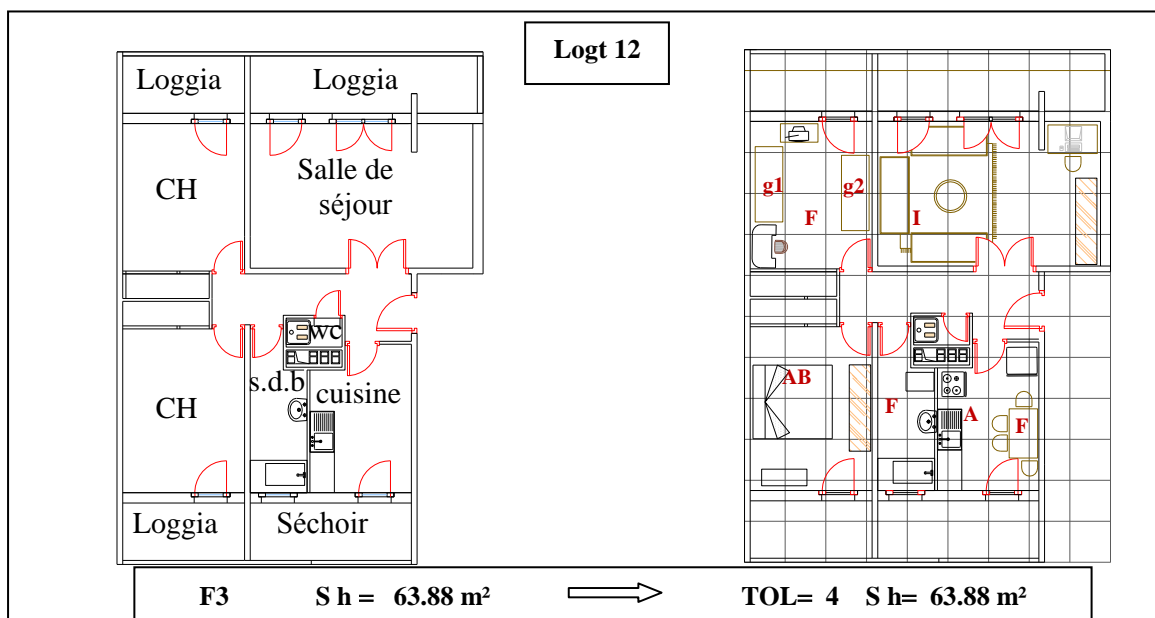 Logt 12
Loggia Loggia
CH
Salle de
séjour
wc
s.d.b
cuisine
CH
Loggia Séchoir
g1 g2
F I
AB
F A F
F3 S h = 63.88 m² TOL= 4 S h= 63.88 m²